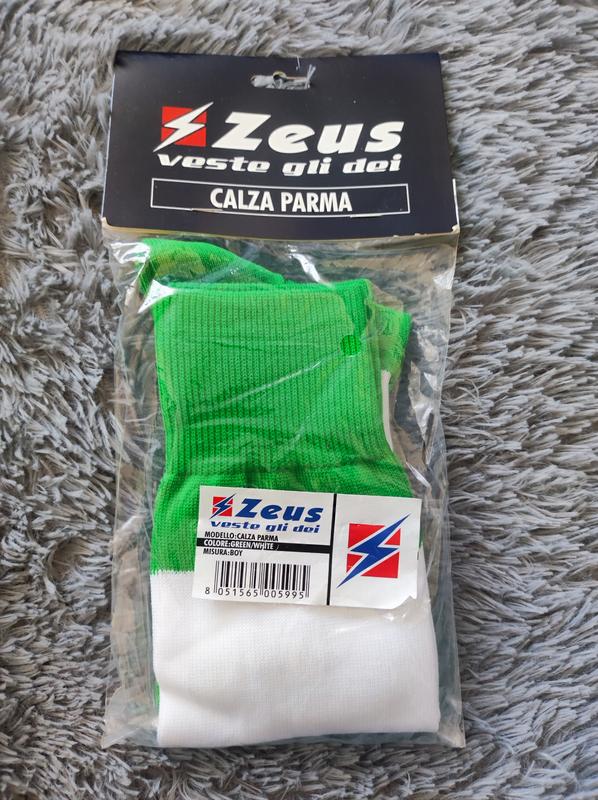 Zeus
veste gli dei
CALZA PARMA
Zeus
veste gli dei
MODELLO:CALZA PARMA
COLORE:GREEN/WHITE /
MISURA:BOY
8 051565 005995